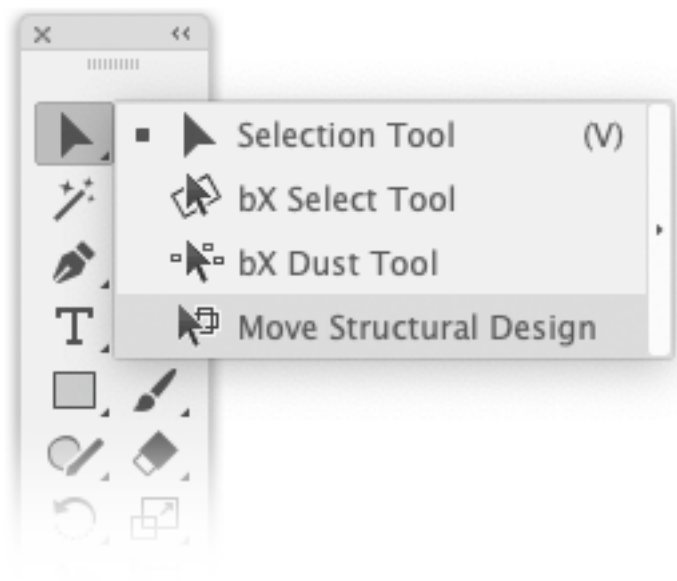 Selection Tool (V)
bX Select Tool
bX Dust Tool
Move Structural Design